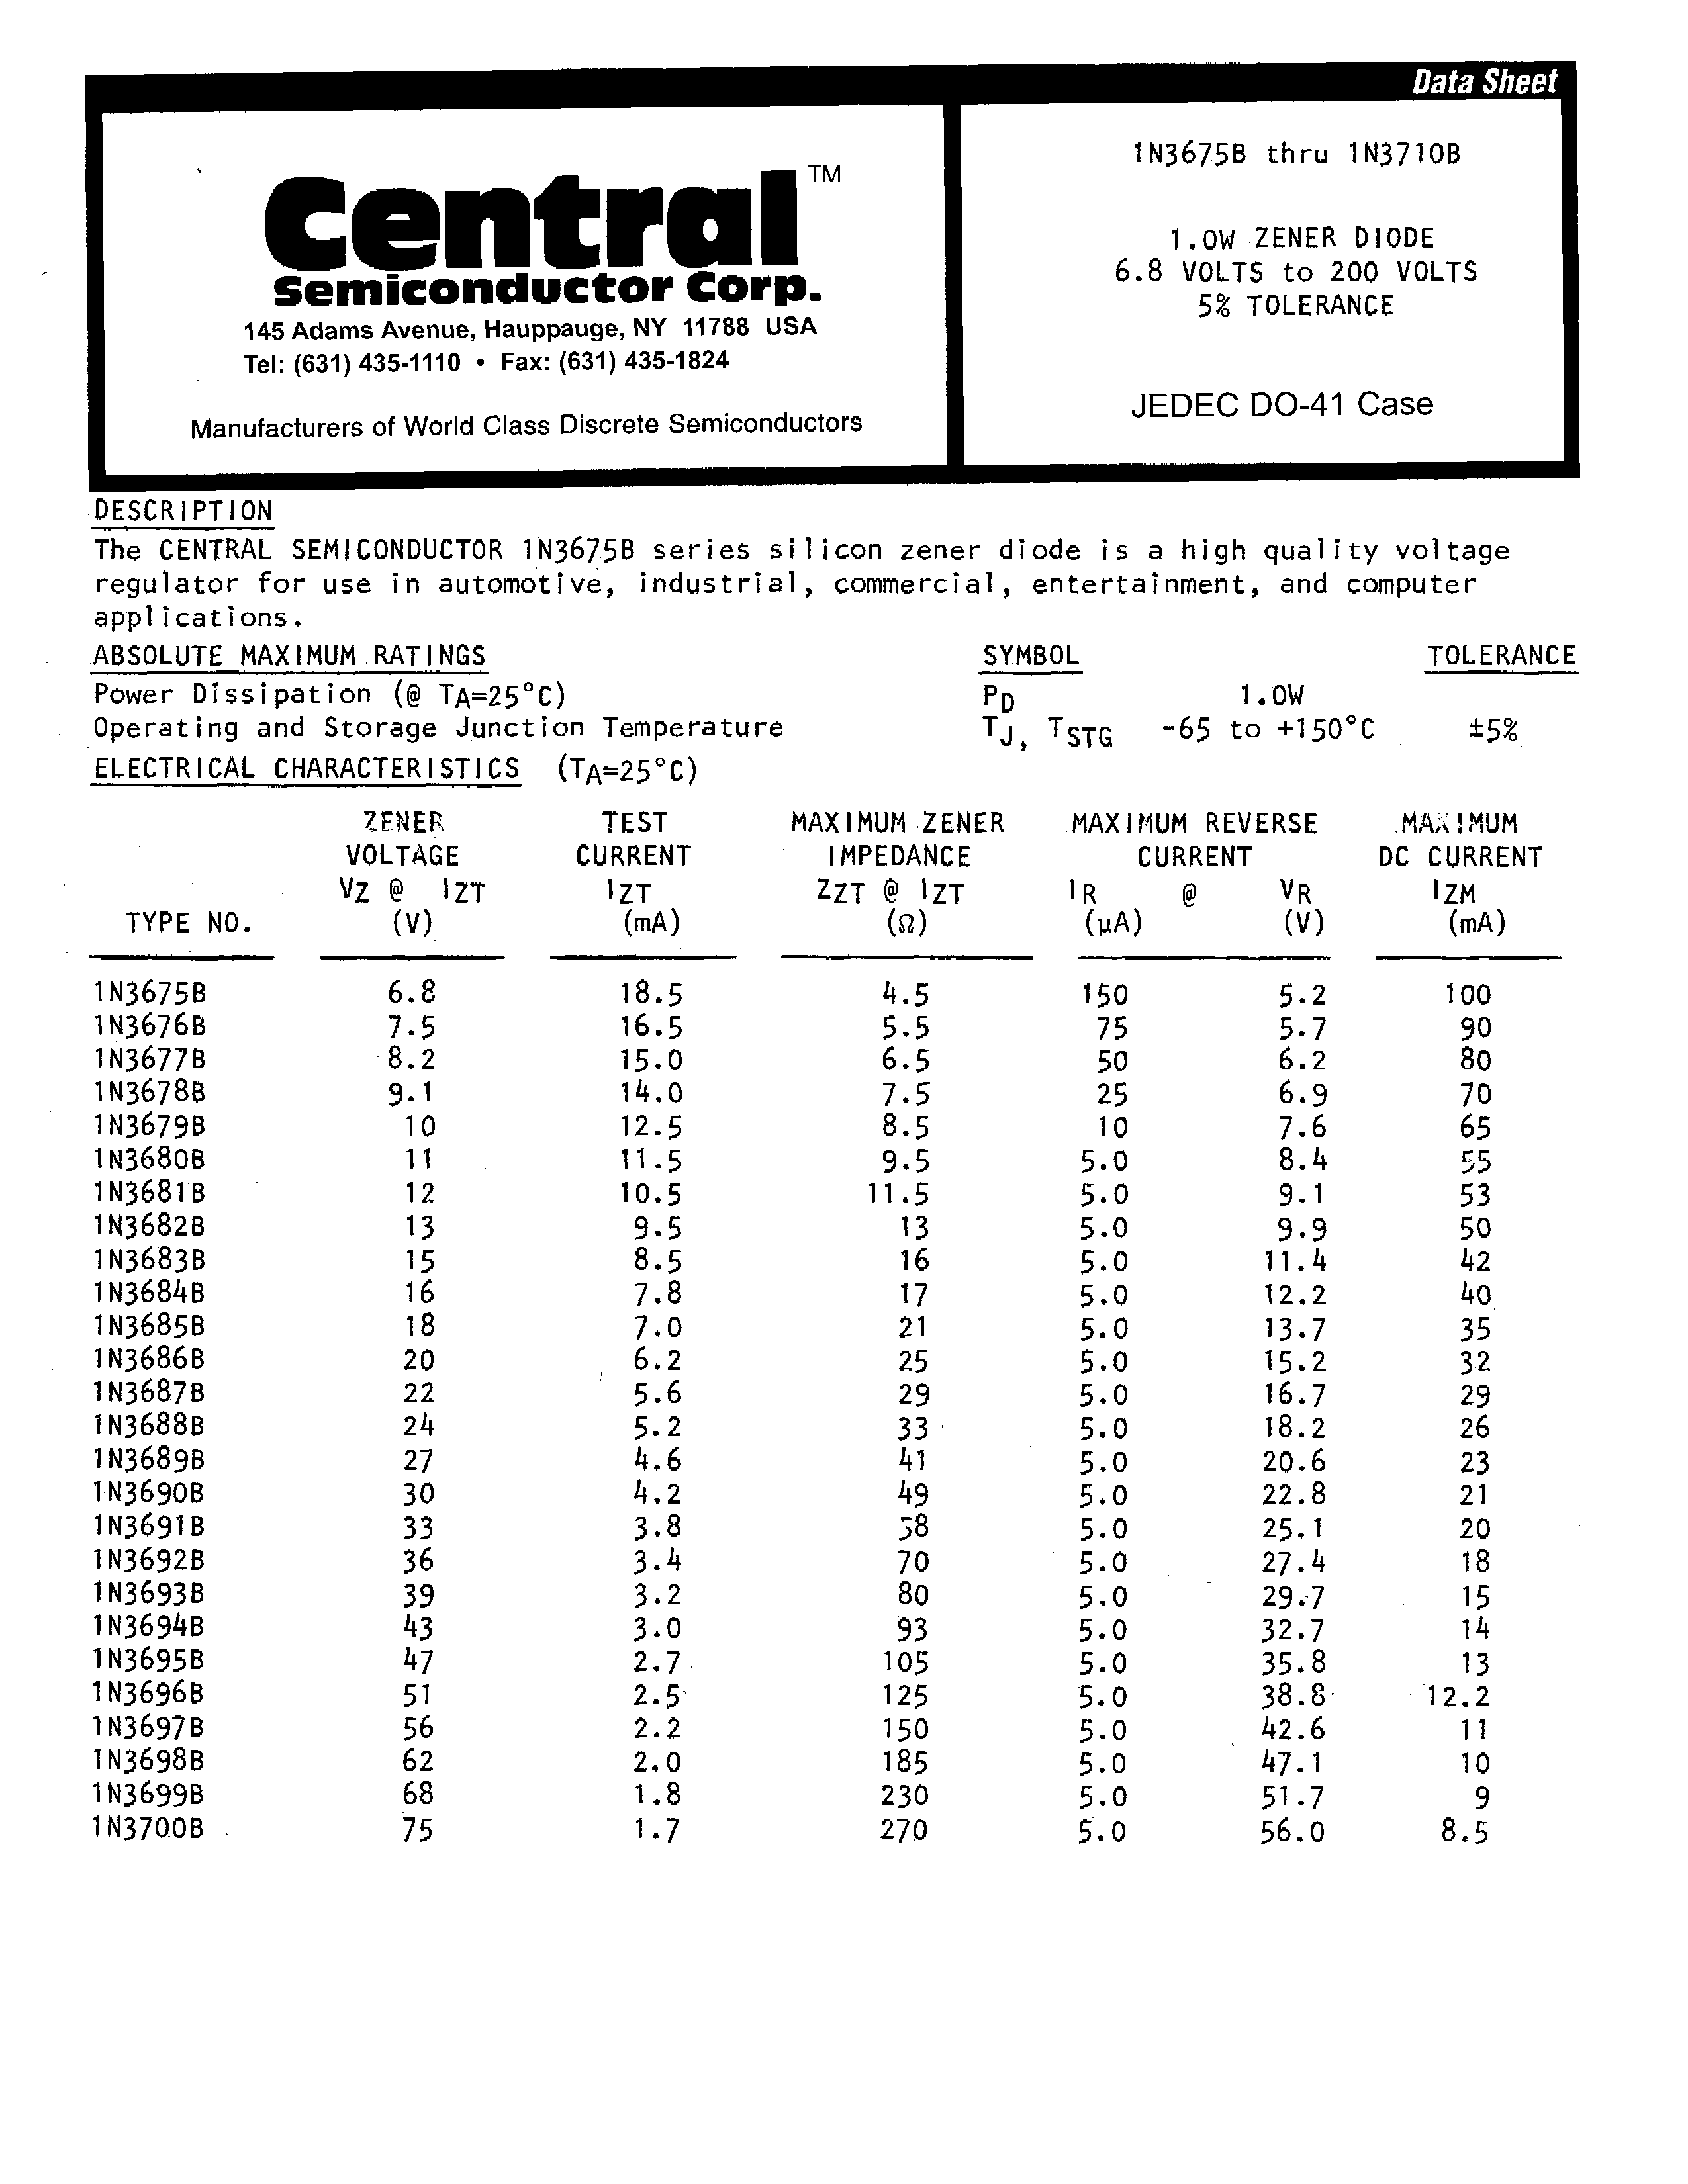 Data Sheet
Central™
Semiconductor Corp.
145 Adams Avenue, Hauppauge, NY 11788 USA
Tel: (631) 435-1110 • Fax: (631) 435-1824
Manufacturers of World Class Discrete Semiconductors
1N3675B thru 1N3710B
1.0W ZENER DIODE
6.8 VOLTS to 200 VOLTS
5% TOLERANCE
JEDEC DO-41 Case
DESCRIPTION
The CENTRAL SEMICONDUCTOR 1N3675B series silicon zener diode is a high quality voltage
regulator for use in automotive, industrial, commercial, entertainment, and computer
applications.
ABSOLUTE MAXIMUM RATINGS SYMBOL TOLERANCE
Power Dissipation (@ TA=25°C) PD 1.0W
Operating and Storage Junction Temperature TJ, TSTG -65 to +150°C ±5%
ELECTRICAL CHARACTERISTICS (TA=25°C)
ZENER TEST MAXIMUM ZENER MAXIMUM REVERSE MAXIMUM
VOLTAGE CURRENT IMPEDANCE CURRENT DC CURRENT
VZ @ IZT IZT ZZT @ IZT IR @ VR IZM
TYPE NO. (V) (mA) (Ω) (µA) (V) (mA)
1N3675B 6.8 18.5 4.5 150 5.2 100
1N3676B 7.5 16.5 5.5 75 5.7 90
1N3677B 8.2 15.0 6.5 50 6.2 80
1N3678B 9.1 14.0 7.5 25 6.9 70
1N3679B 10 12.5 8.5 10 7.6 65
1N3680B 11 11.5 9.5 5.0 8.4 55
1N3681B 12 10.5 11.5 5.0 9.1 53
1N3682B 13 9.5 13 5.0 9.9 50
1N3683B 15 8.5 16 5.0 11.4 42
1N3684B 16 7.8 17 5.0 12.2 40
1N3685B 18 7.0 21 5.0 13.7 35
1N3686B 20 6.2 25 5.0 15.2 32
1N3687B 22 5.6 29 5.0 16.7 29
1N3688B 24 5.2 33 5.0 18.2 26
1N3689B 27 4.6 41 5.0 20.6 23
1N3690B 30 4.2 49 5.0 22.8 21
1N3691B 33 3.8 58 5.0 25.1 20
1N3692B 36 3.4 70 5.0 27.4 18
1N3693B 39 3.2 80 5.0 29.7 15
1N3694B 43 3.0 93 5.0 32.7 14
1N3695B 47 2.7 105 5.0 35.8 13
1N3696B 51 2.5 125 5.0 38.8 12.2
1N3697B 56 2.2 150 5.0 42.6 11
1N3698B 62 2.0 185 5.0 47.1 10
1N3699B 68 1.8 230 5.0 51.7 9
1N3700B 75 1.7 270 5.0 56.0 8.5